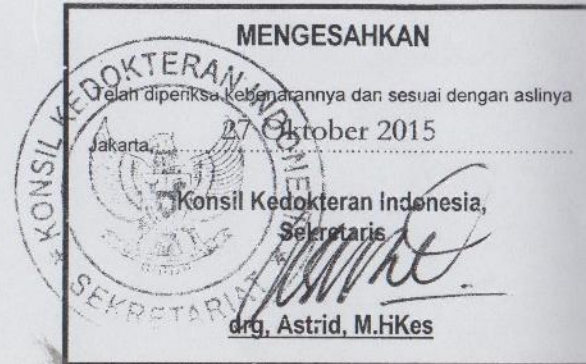 MENGESAHKAN
Telah diperiksa kebenarannya dan sesuai dengan aslinya
Jakarta, 27 Oktober 2015
Konsil Kedokteran Indonesia,
Sekretaris
drg, Astrid, M.HKes
KONSIL KEDOKTERAN INDONESIA
* SEKRETARIAT *